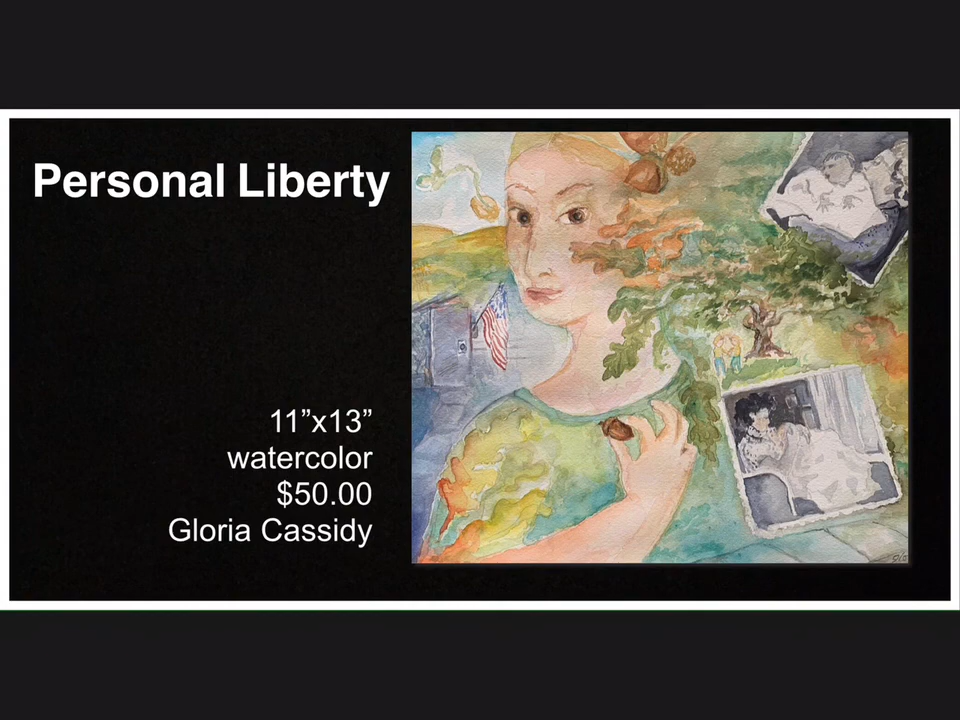 Personal Liberty
11”x13”
watercolor
$50.00
Gloria Cassidy